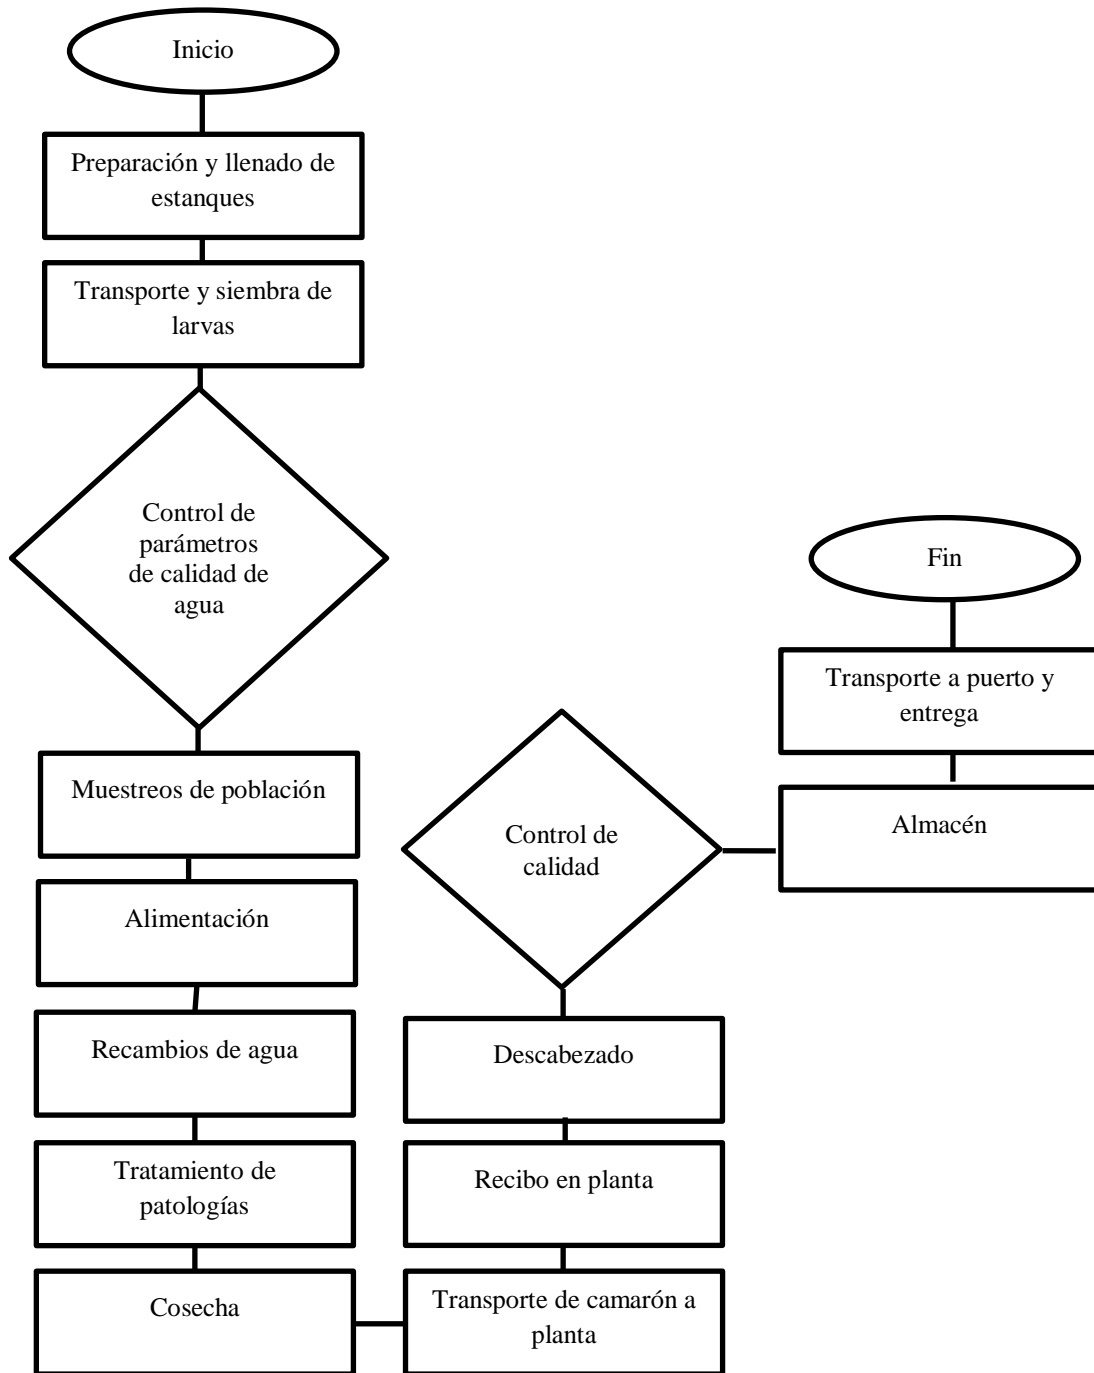 Inicio
Preparación y llenado de
estanques
Transporte y siembra de
larvas
Control de
parámetros
de calidad de
agua
Muestreos de población
Alimentación
Recambios de agua
Tratamiento de
patologías
Cosecha
Transporte de camarón a
planta
Recibo en planta
Descabezado
Control de
calidad
Almacén
Transporte a puerto y
entrega
Fin